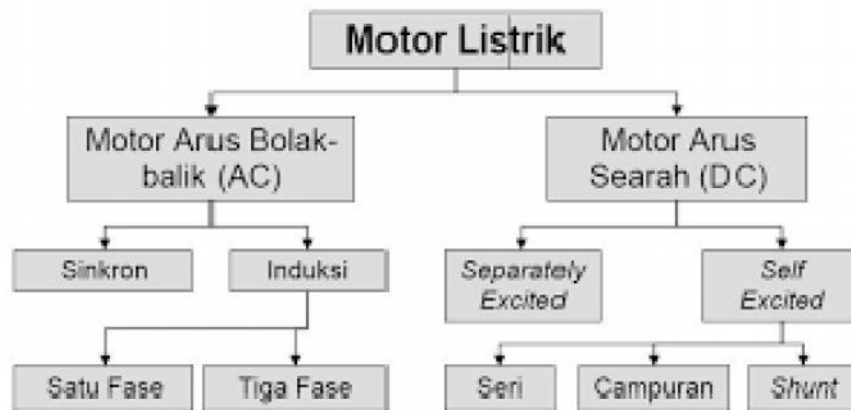 Motor Listrik
Motor Arus Bolak-
balik (AC)
Motor Arus
Searah (DC)
Sinkron
Induksi
Separately
Excited
Self
Excited
Satu Fase
Tiga Fase
Seri
Campuran
Shunt